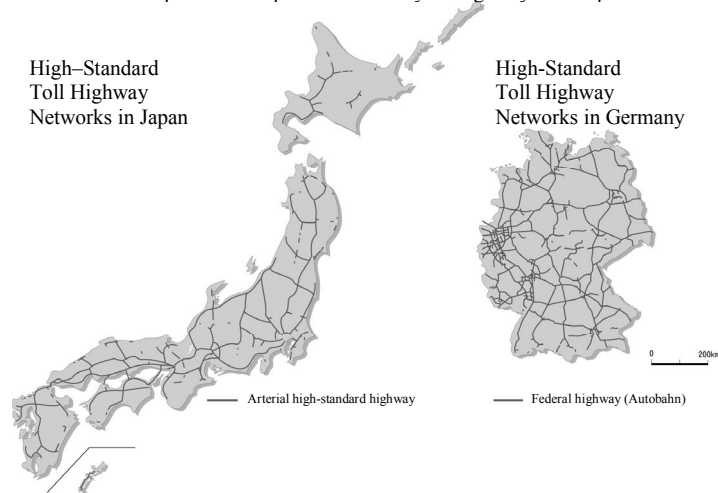 High–Standard
Toll Highway
Networks in Japan
High-Standard
Toll Highway
Networks in Germany
0 200km
Arterial high-standard highway
Federal highway (Autobahn)